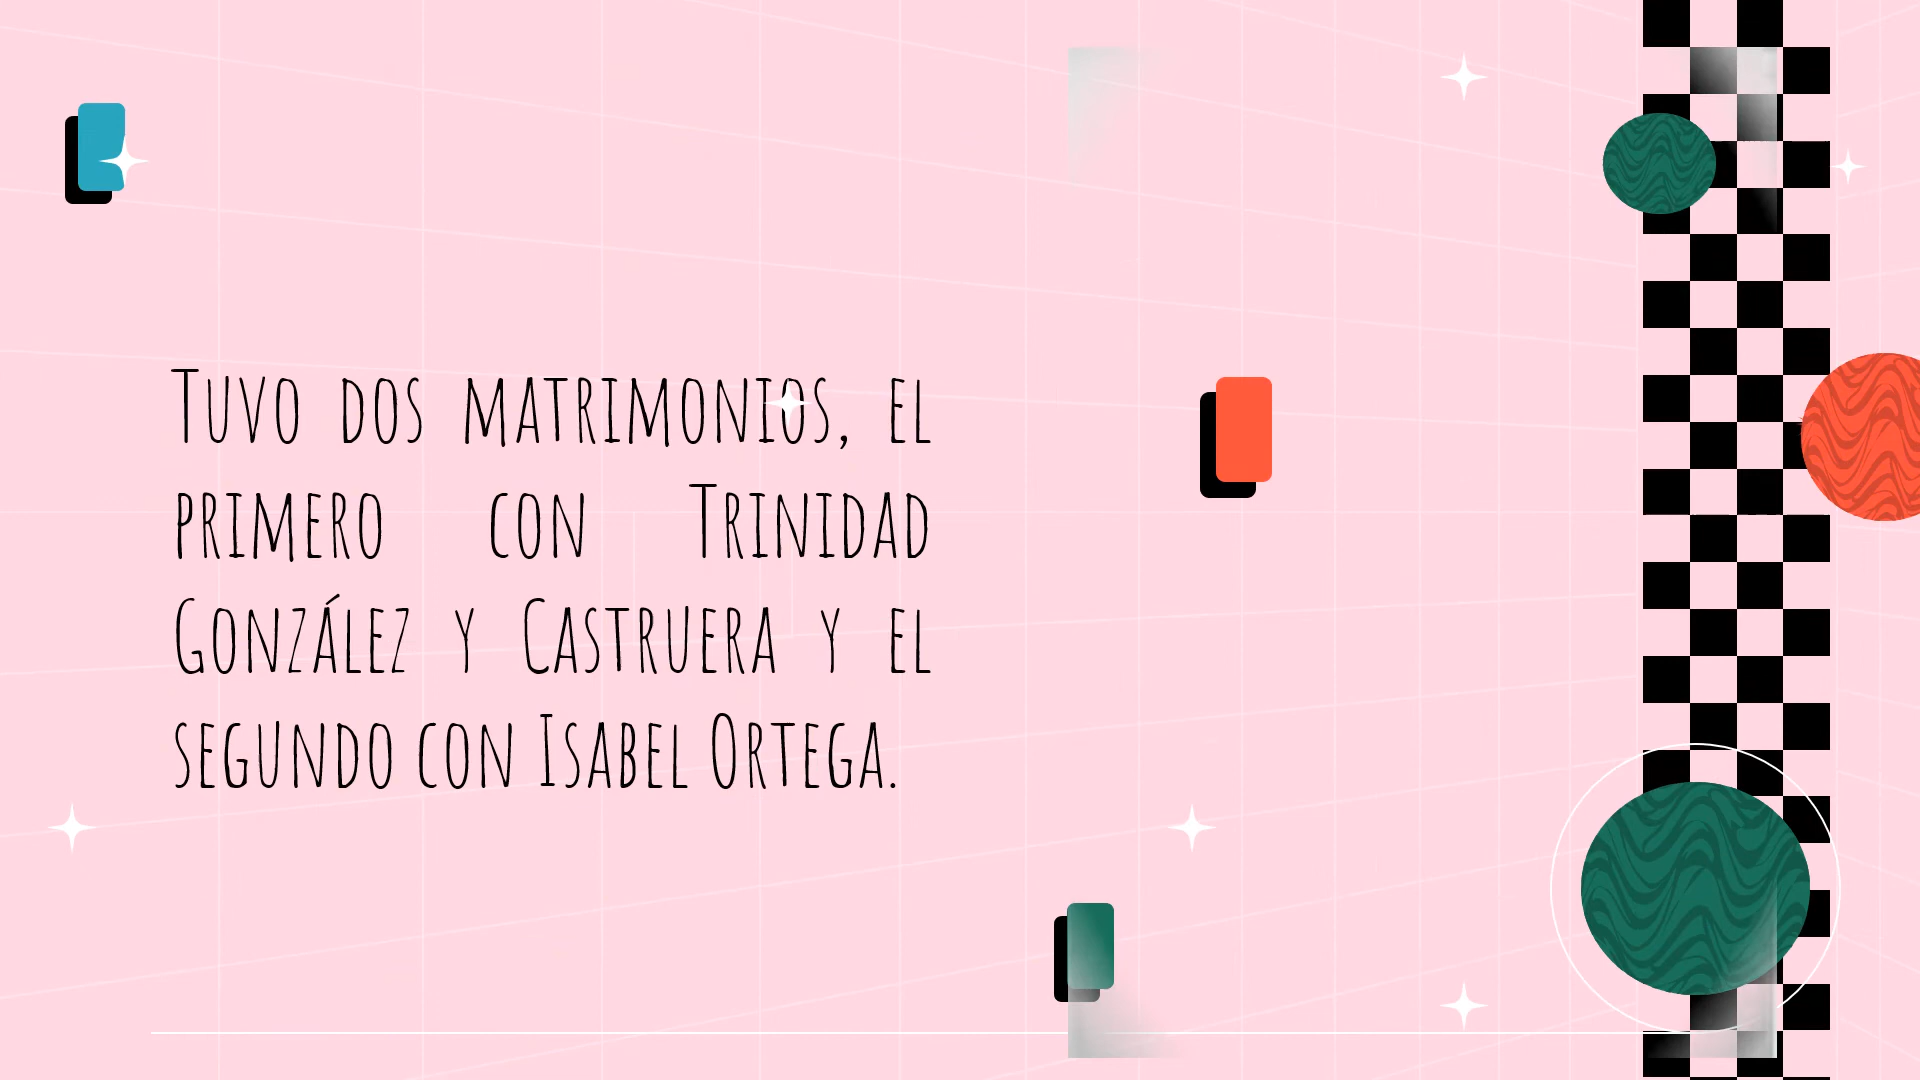 Tuvo dos matrimonios, el
primero con Trinidad
González y Castruera y el
segundo con Isabel Ortega.